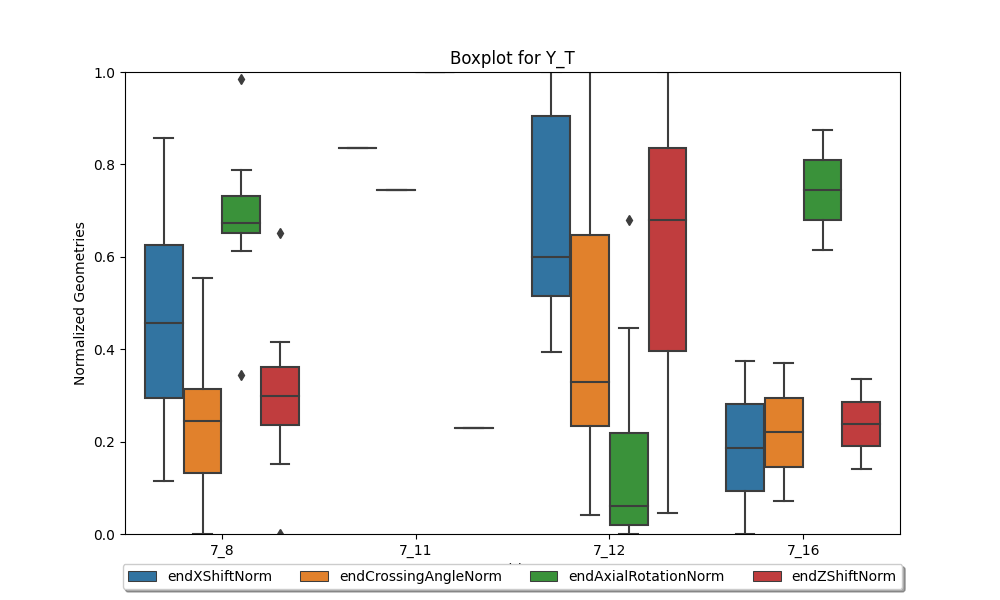 Boxplot for Y_T
Normalized Geometries
1.0
0.8
0.6
0.4
0.2
0.0
7_8 7_11 7_12 7_16
endXShiftNorm endCrossingAngleNorm endAxialRotationNorm endZShiftNorm